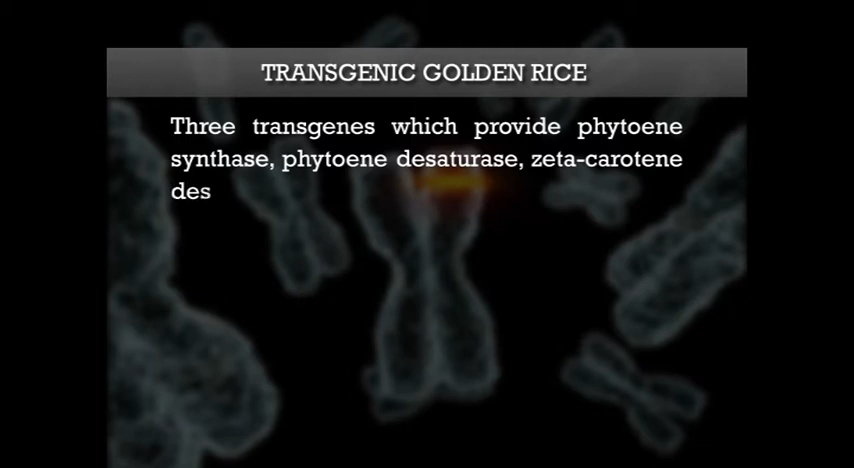 TRANSGENIC GOLDEN RICE
Three transgenes which provide phytoene
synthase, phytoene desaturase, zeta-carotene
des